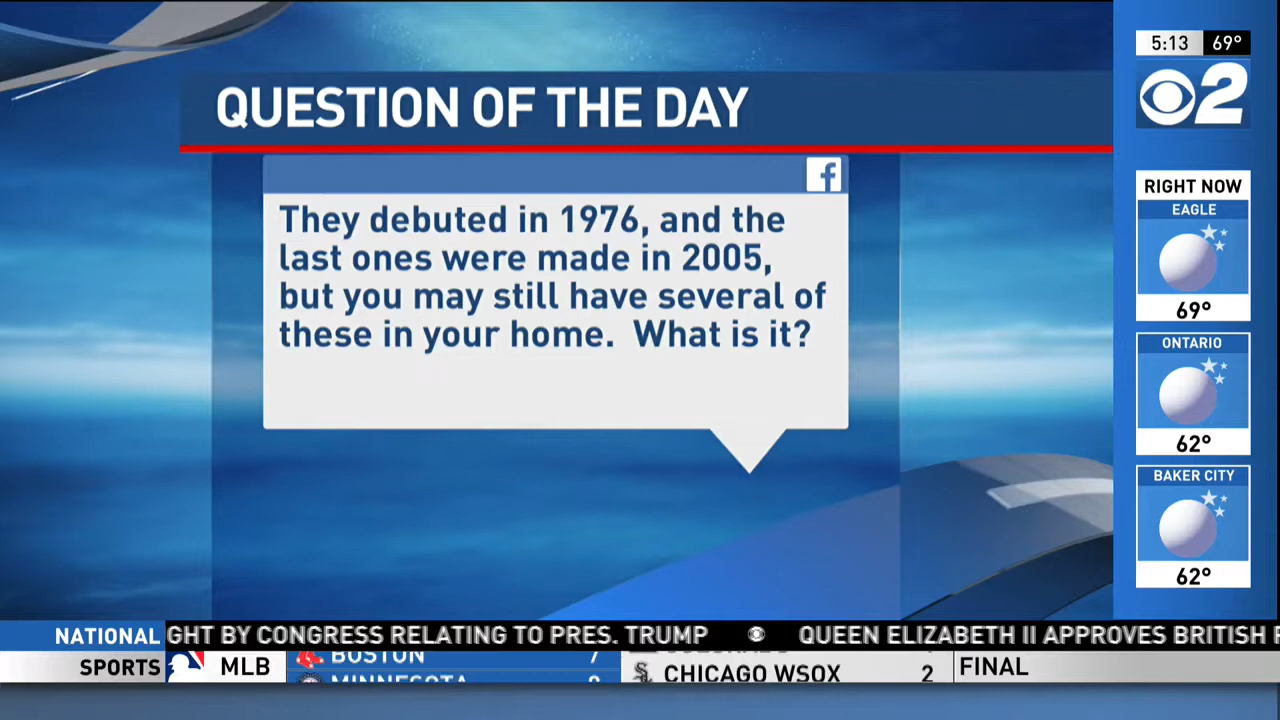 QUESTION OF THE DAY
They debuted in 1976, and the
last ones were made in 2005,
but you may still have several of
these in your home.  What is it?
5:13 69°
2
RIGHT NOW
EAGLE
69°
ONTARIO
62°
BAKER CITY
62°
NATIONAL GHT BY CONGRESS RELATING TO PRES. TRUMP QUEEN ELIZABETH II APPROVES BRITISH
SPORTS MLB
BOSTON 7
MINNESOTA
CHICAGO WSOX 2
FINAL